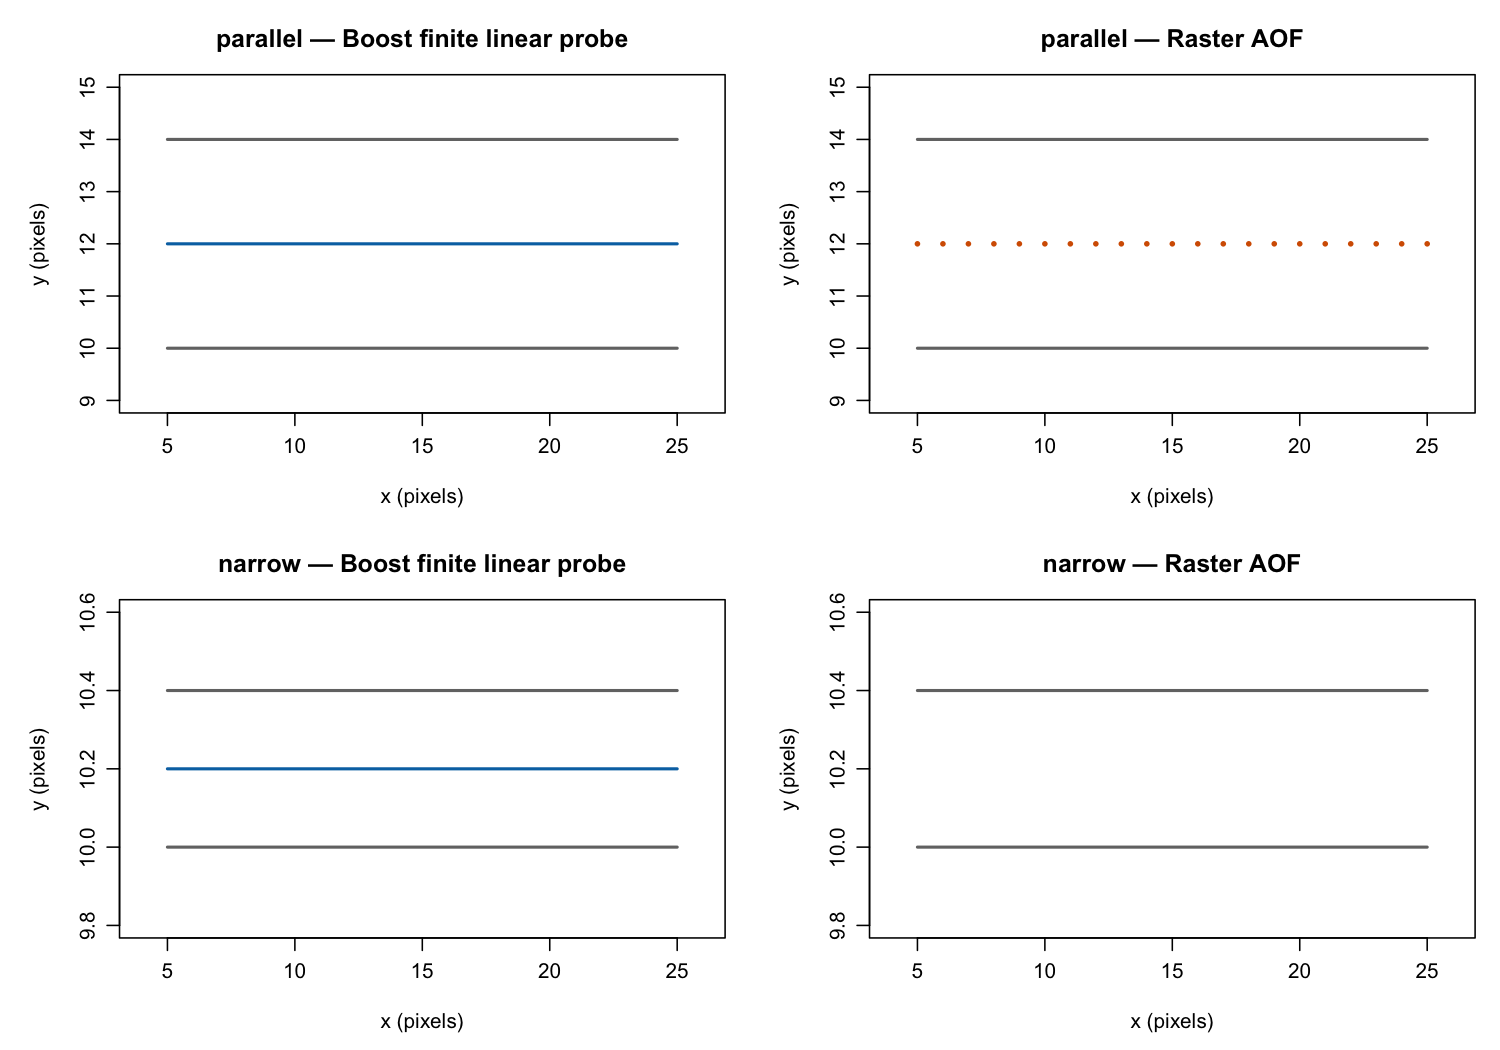 parallel — Boost finite linear probe
15
14
13
12
11
10
9
y (pixels)
5 10 15 20 25
x (pixels)
parallel — Raster AOF
15
14
13
12
11
10
9
y (pixels)
5 10 15 20 25
x (pixels)
narrow — Boost finite linear probe
10.6
10.4
10.2
10.0
9.8
y (pixels)
5 10 15 20 25
x (pixels)
narrow — Raster AOF
10.6
10.4
10.2
10.0
9.8
y (pixels)
5 10 15 20 25
x (pixels)